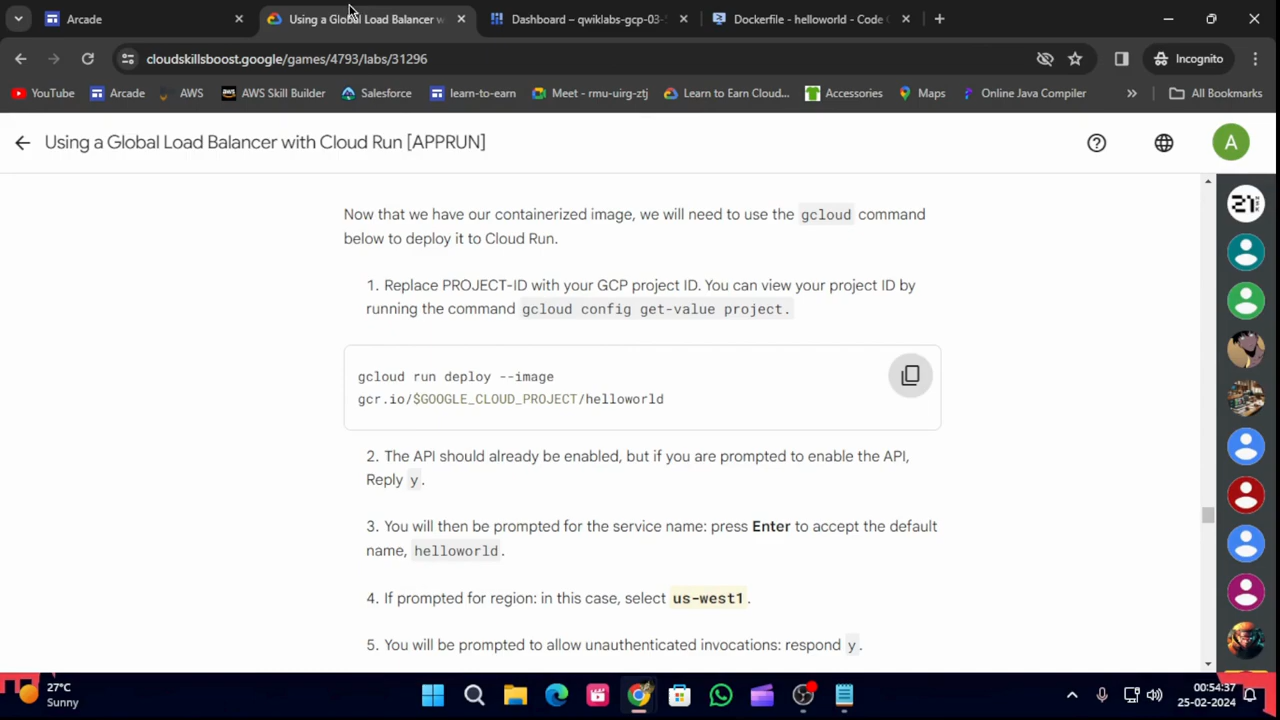 Arcade
Using a Global Load Balancer w
Dashboard – qwiklabs-gcp-03-
Dockerfile - helloworld - Code
cloudskillsboost.google/games/4793/labs/31296
Incognito
YouTube
Arcade
AWS
AWS Skill Builder
Salesforce
learn-to-earn
Meet - rmu-uirg-ztj
Learn to Earn Cloud...
Accessories
Maps
Online Java Compiler
All Bookmarks
Using a Global Load Balancer with Cloud Run [APPRUN]
A
Now that we have our containerized image, we will need to use the gcloud command
below to deploy it to Cloud Run.
1. Replace PROJECT-ID with your GCP project ID. You can view your project ID by
running the command gcloud config get-value project.
gcloud run deploy --image
gcr.io/$GOOGLE_CLOUD_PROJECT/helloworld
2. The API should already be enabled, but if you are prompted to enable the API,
Reply y.
3. You will then be prompted for the service name: press Enter to accept the default
name, helloworld.
4. If prompted for region: in this case, select us-west1.
5. You will be prompted to allow unauthenticated invocations: respond y.
27°C
Sunny
00:54:37
25-02-2024